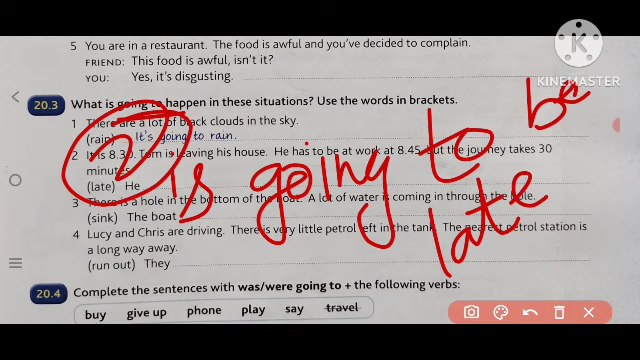 5 You are in a restaurant. The food is awful and you've decided to complain.
FRIEND: This food is awful, isn't it?
YOU: Yes, it's disgusting.
KINEMASTER
20.3 What is going to happen in these situations? Use the words in brackets.
1 There are a lot of black clouds in the sky.
(rain) It's going to rain.
2 It is 8.30. Tom is leaving his house. He has to be at work at 8.45, but the journey takes 30
minutes.
(late) He
is going to be
late
3 There is a hole in the bottom of the boat. A lot of water is coming in through the hole.
(sink) The boat
4 Lucy and Chris are driving. There is very little petrol left in the tank. The nearest petrol station is
a long way away.
(run out) They
20.4 Complete the sentences with was/were going to + the following verbs:
buy give up phone play say travel